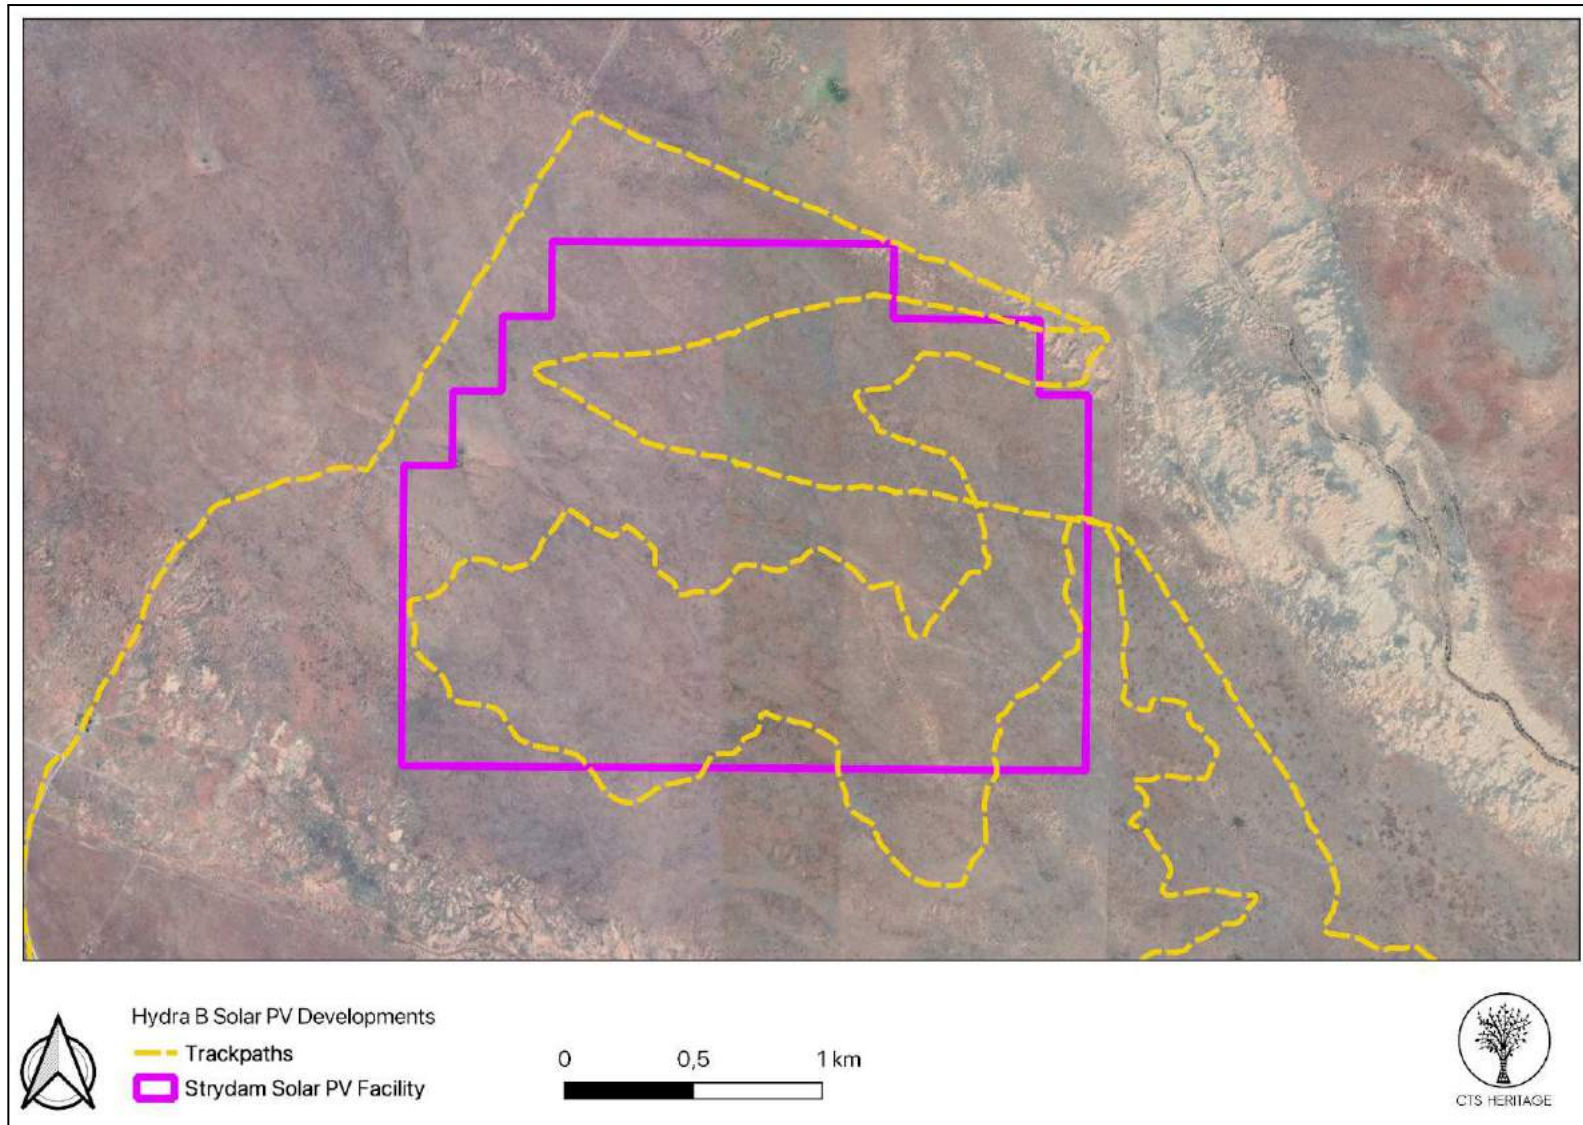 Hydra B Solar PV Developments
Trackpaths
Strydam Solar PV Facility
0 0,5 1 km
CTS HERITAGE